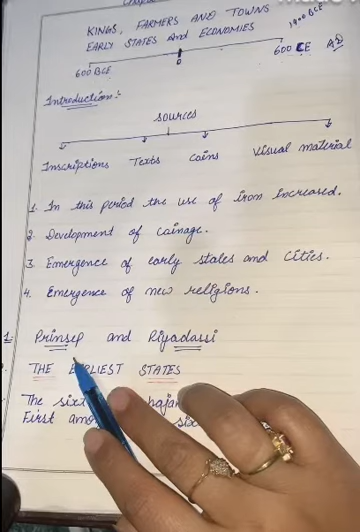 KINGS, FARMERS AND TOWNS
1900 BCE
EARLY STATES and ECONOMIES
600 BCE
0
600 CE AD
Introduction:-
sources
Inscriptions Texts coins visual material
1. In this period the use of iron increased.
2. Development of coinage.
3. Emergence of early states and cities.
4. Emergence of new religions.
1. Prinsep and Piyadassi
THE EARLIEST STATES
The
First